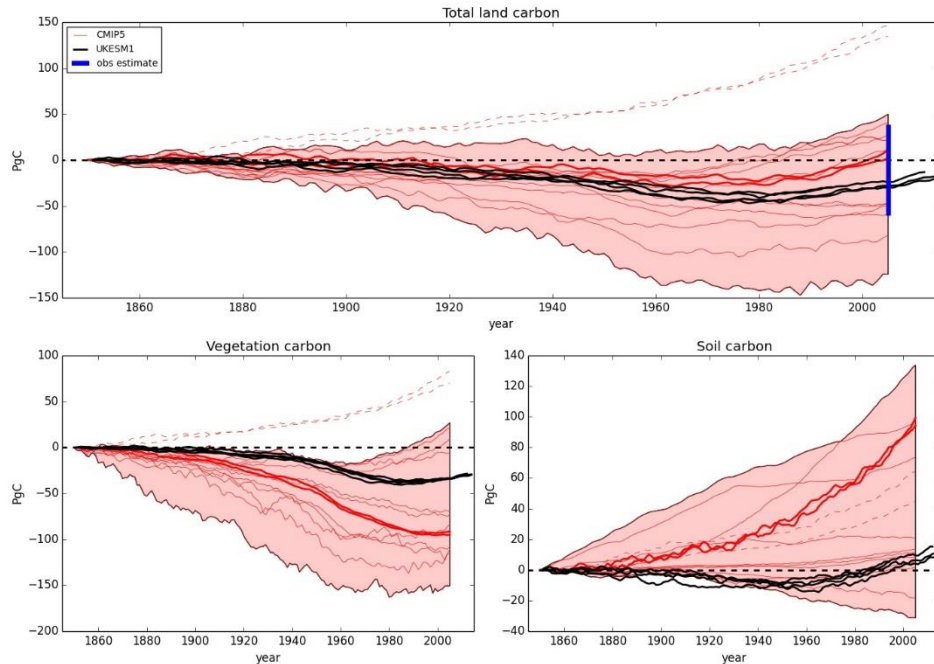 Total land carbon
CMIP5
UKESM1
obs estimate
150
100
50
0
−50
−100
−150
PgC
1860 1880 1900 1920 1940 1960 1980 2000
year
Vegetation carbon
100
50
0
−50
−100
−150
−200
PgC
1860 1880 1900 1920 1940 1960 1980 2000
year
Soil carbon
140
120
100
80
60
40
20
0
−20
−40
PgC
1860 1880 1900 1920 1940 1960 1980 2000
year